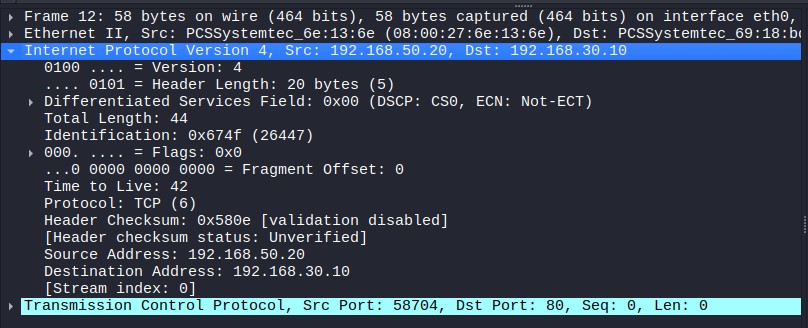 Frame 12: 58 bytes on wire (464 bits), 58 bytes captured (464 bits) on interface eth0,
Ethernet II, Src: PCSSystemtec_6e:13:6e (08:00:27:6e:13:6e), Dst: PCSSystemtec_69:18:bd
Internet Protocol Version 4, Src: 192.168.50.20, Dst: 192.168.30.10
0100 .... = Version: 4
.... 0101 = Header Length: 20 bytes (5)
Differentiated Services Field: 0x00 (DSCP: CS0, ECN: Not-ECT)
Total Length: 44
Identification: 0x674f (26447)
000. .... = Flags: 0x0
...0 0000 0000 0000 = Fragment Offset: 0
Time to Live: 42
Protocol: TCP (6)
Header Checksum: 0x580e [validation disabled]
[Header checksum status: Unverified]
Source Address: 192.168.50.20
Destination Address: 192.168.30.10
[Stream index: 0]
Transmission Control Protocol, Src Port: 58704, Dst Port: 80, Seq: 0, Len: 0